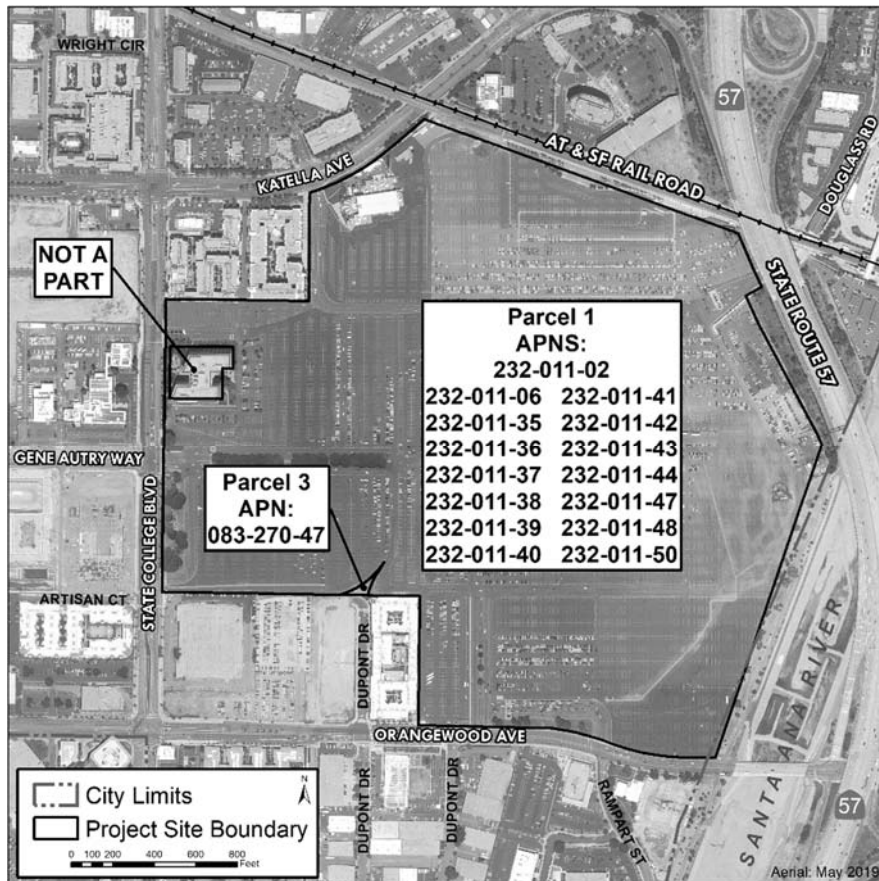 WRIGHT CIR
57
KATELLA AVE
AT & SF RAIL ROAD
DOUGLASS RD
NOT A
PART
STATE ROUTE 57
Parcel 1
APNS:
232-011-02
232-011-06 232-011-41
232-011-35 232-011-42
232-011-36 232-011-43
232-011-37 232-011-44
232-011-38 232-011-47
232-011-39 232-011-48
232-011-40 232-011-50
GENE AUTRY WAY
Parcel 3
APN:
083-270-47
STATE COLLEGE BLVD
ARTISAN CT
DUPONT DR
SANTA ANA RIVER
ORANGEWOOD AVE
DUPONT DR
DUPONT DR
RAMPART ST
57
N
City Limits
Project Site Boundary
0 100 200 400 600 800
Feet
Aerial: May 2019